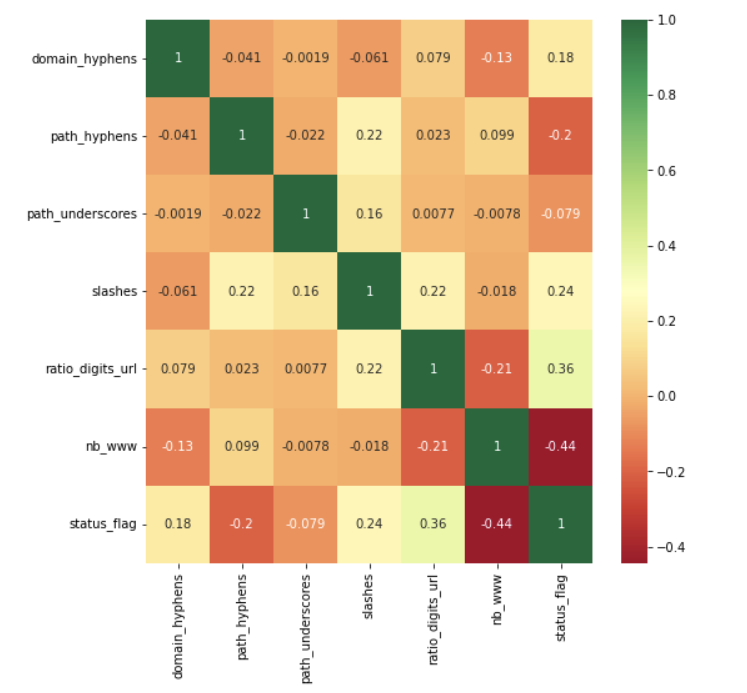 domain_hyphens 1 -0.041 -0.0019 -0.061 0.079 -0.13 0.18
path_hyphens -0.041 1 -0.022 0.22 0.023 0.099 -0.2
path_underscores -0.0019 -0.022 1 0.16 0.0077 -0.0078 -0.079
slashes -0.061 0.22 0.16 1 0.22 -0.018 0.24
ratio_digits_url 0.079 0.023 0.0077 0.22 1 -0.21 0.36
nb_www -0.13 0.099 -0.0078 -0.018 -0.21 1 -0.44
status_flag 0.18 -0.2 -0.079 0.24 0.36 -0.44 1
domain_hyphens
path_hyphens
path_underscores
slashes
ratio_digits_url
nb_www
status_flag
1.0
0.8
0.6
0.4
0.2
0.0
−0.2
−0.4